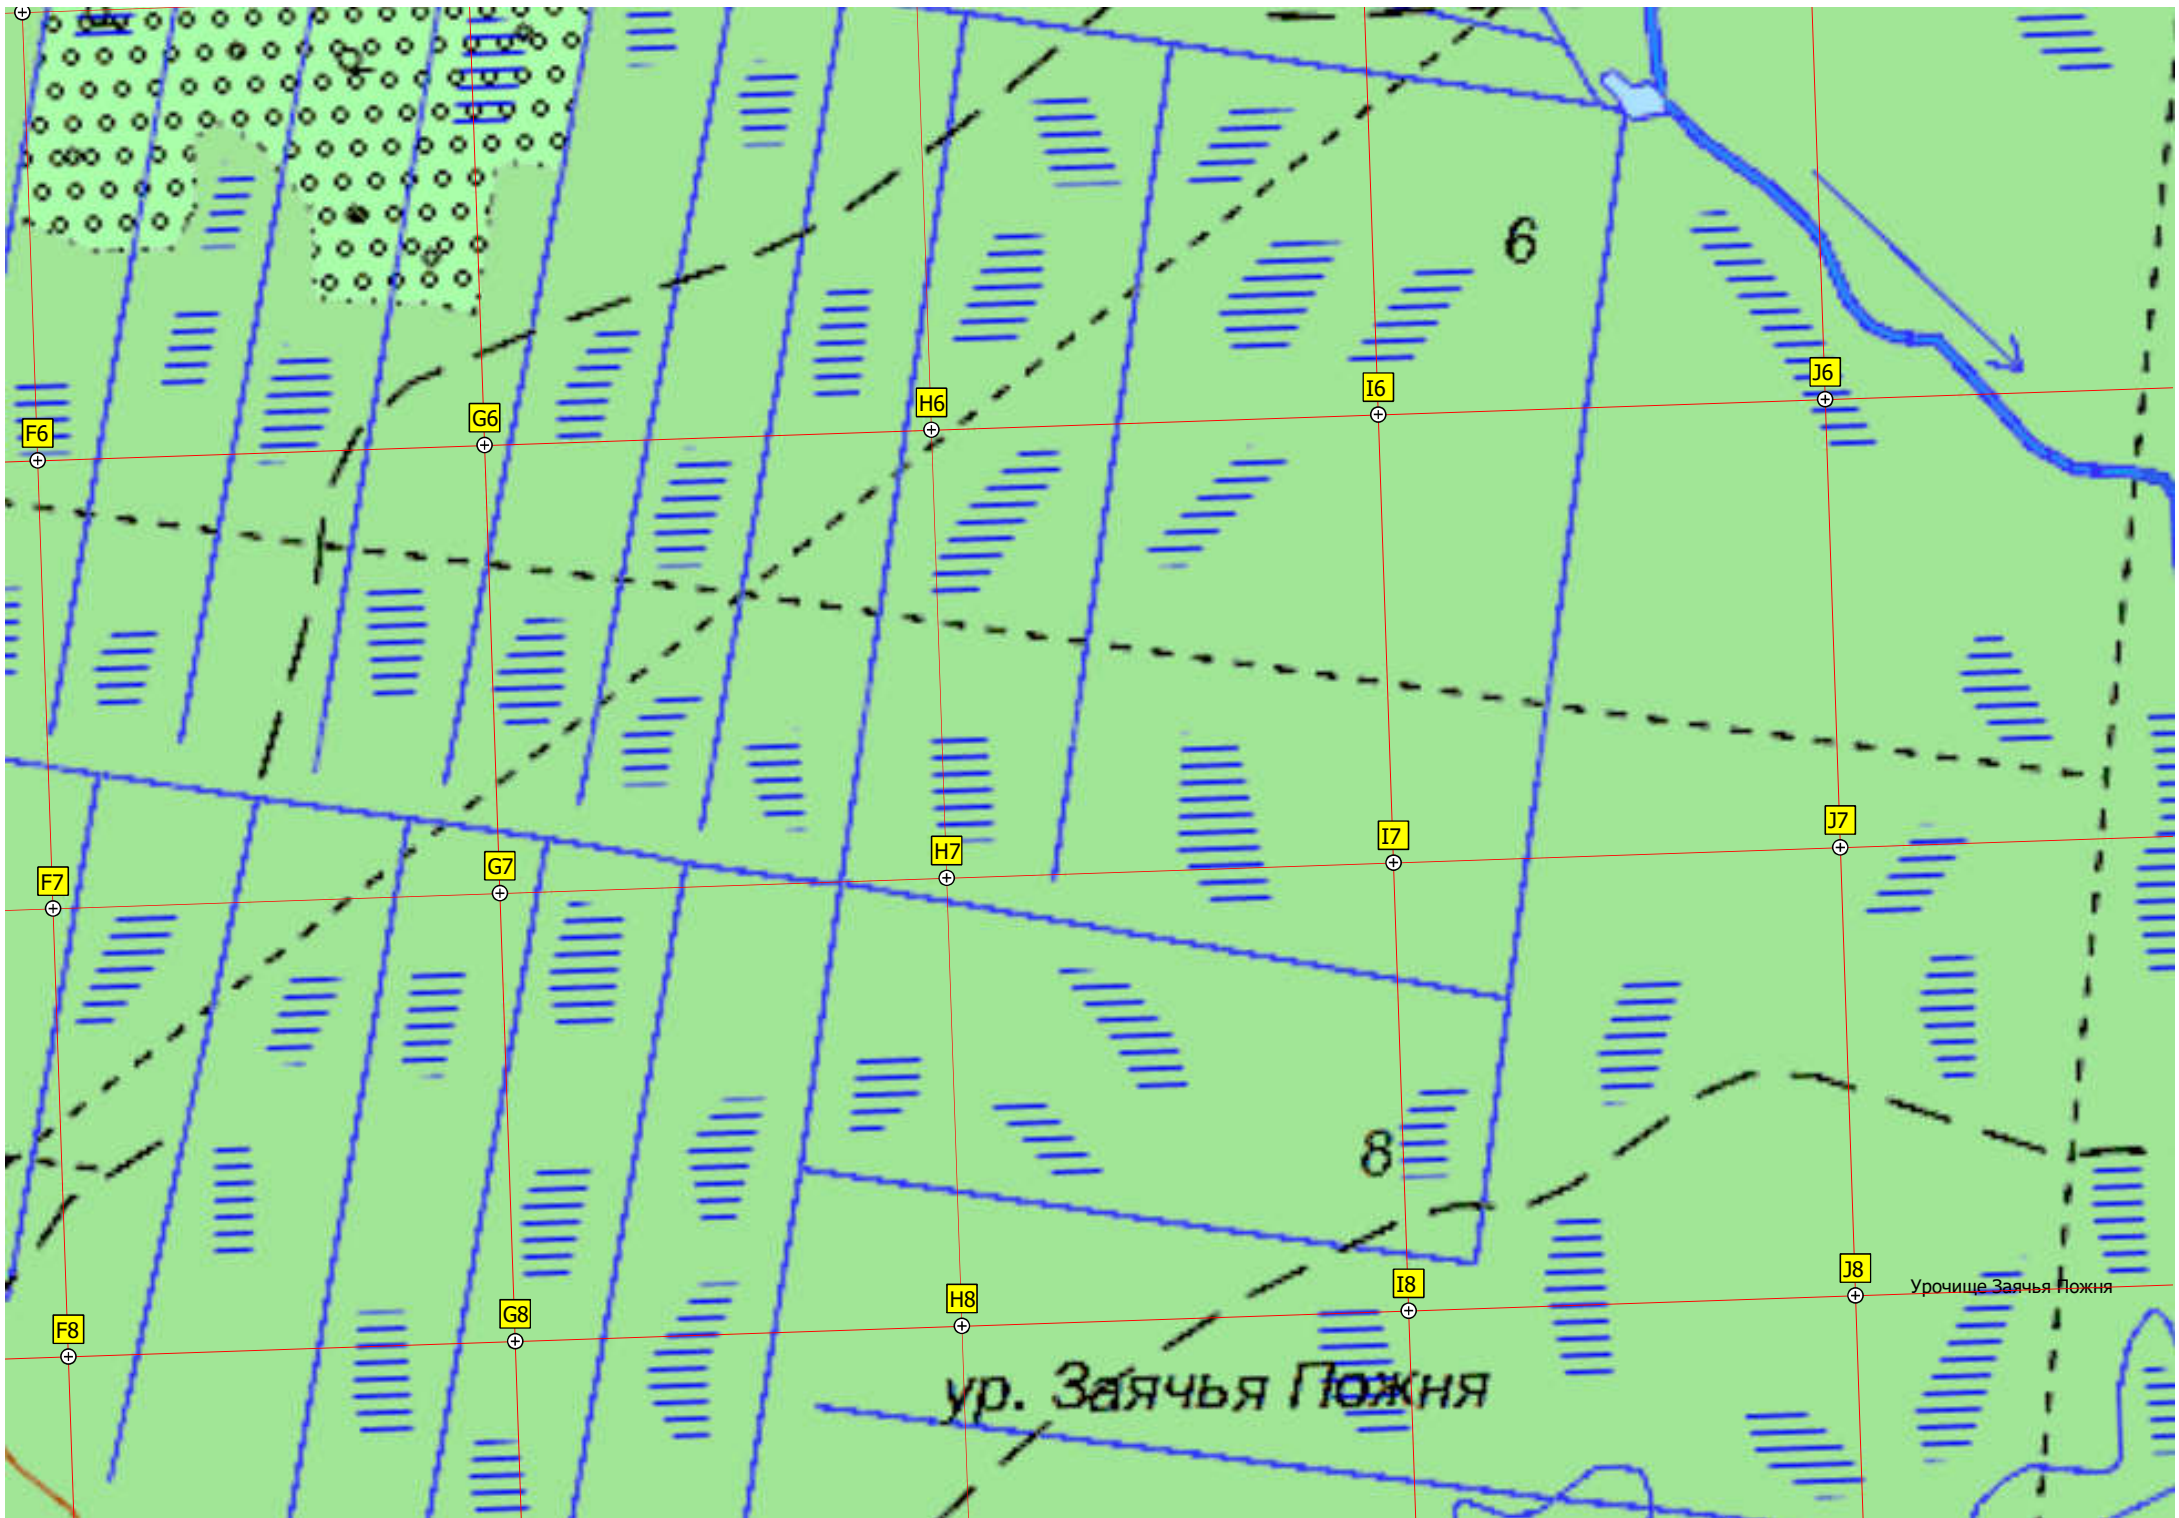 6
J6
I6
H6
G6
F6
J7
I7
H7
G7
F7
8
J8
Урочище Заячья Пожня
I8
H8
G8
F8
ур. Заячья Пожня